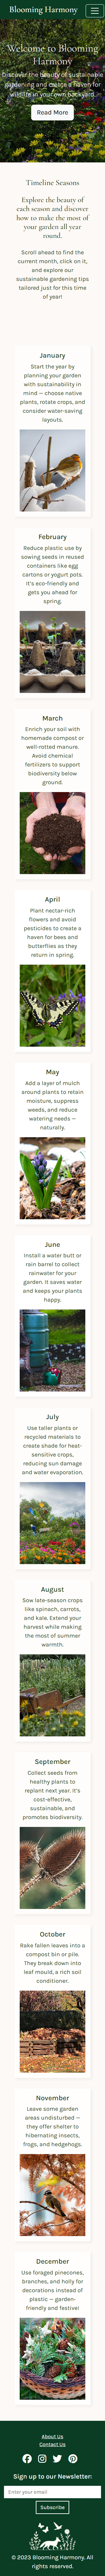 Blooming Harmony
Welcome to Blooming
Harmony
Discover the beauty of sustainable
gardening and create a haven for
wildlife in your own backyard.
Read More
Timeline Seasons
Explore the beauty of
each season and discover
how to make the most of
your garden all year
round.
Scroll ahead to find the
current month, click on it,
and explore our
sustainable gardening tips
tailored just for this time
of year!
January
Start the year by
planning your garden
with sustainability in
mind — choose native
plants, rotate crops, and
consider water-saving
layouts.
February
Reduce plastic use by
sowing seeds in reused
containers like egg
cartons or yogurt pots.
It's eco-friendly and
gets you ahead for
spring.
March
Enrich your soil with
homemade compost or
well-rotted manure.
Avoid chemical
fertilizers to support
biodiversity below
ground.
April
Plant nectar-rich
flowers and avoid
pesticides to create a
haven for bees and
butterflies as they
return in spring.
May
Add a layer of mulch
around plants to retain
moisture, suppress
weeds, and reduce
watering needs —
naturally.
June
Install a water butt or
rain barrel to collect
rainwater for your
garden. It saves water
and keeps your plants
happy.
July
Use taller plants or
recycled materials to
create shade for heat-
sensitive crops,
reducing sun damage
and water evaporation.
August
Sow late-season crops
like spinach, carrots,
and kale. Extend your
harvest while making
the most of summer
warmth.
September
Collect seeds from
healthy plants to
replant next year. It's
cost-effective,
sustainable, and
promotes biodiversity.
October
Rake fallen leaves into a
compost bin or pile.
They break down into
leaf mould, a rich soil
conditioner.
November
Leave some garden
areas undisturbed —
they offer shelter to
hibernating insects,
frogs, and hedgehogs.
December
Use foraged pinecones,
branches, and holly for
decorations instead of
plastic — garden-
friendly and festive!
About Us
Contact Us
Sign up to our Newsletter:
Enter your email
Subscribe
© 2023 Blooming Harmony. All
rights reserved.